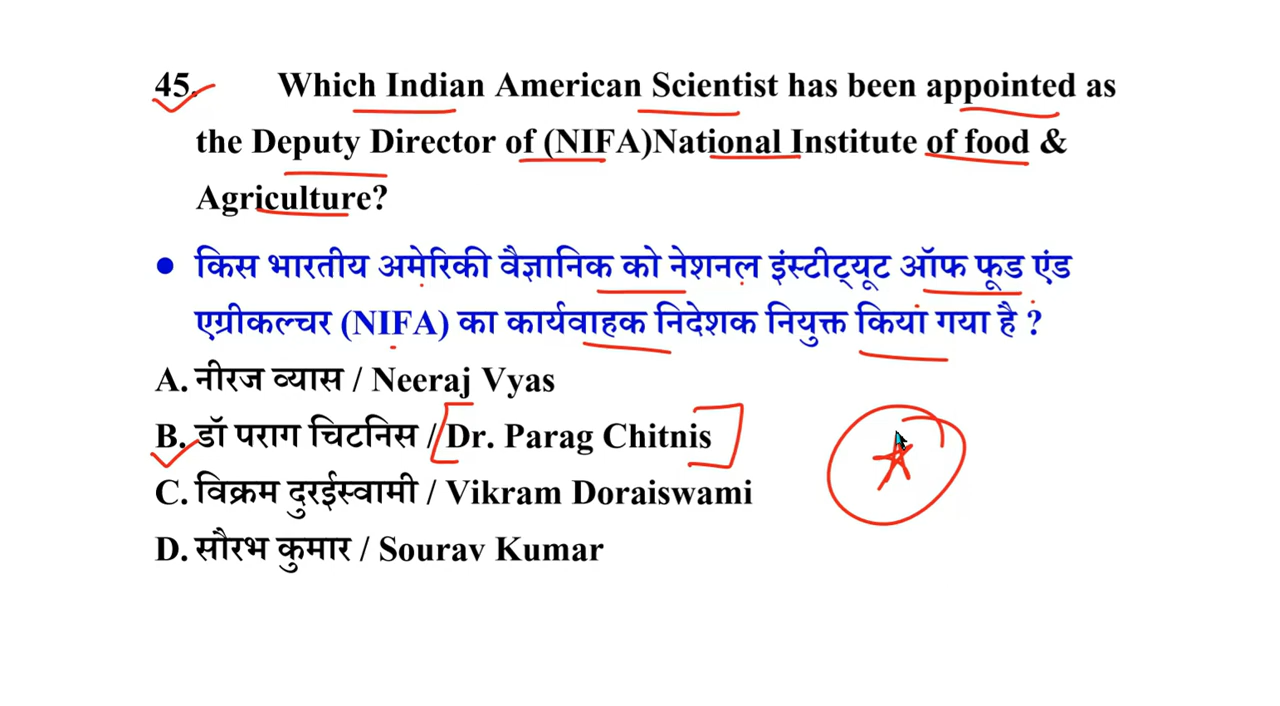 45. Which Indian American Scientist has been appointed as
the Deputy Director of (NIFA)National Institute of food &
Agriculture?
• किस भारतीय अमेरिकी वैज्ञानिक को नेशनल इंस्टीट्यूट ऑफ फूड एंड
एग्रीकल्चर (NIFA) का कार्यवाहक निदेशक नियुक्त किया गया है ?
A. नीरज व्यास / Neeraj Vyas
B. डॉ पराग चिटनिस / Dr. Parag Chitnis
C. विक्रम दुरईस्वामी / Vikram Doraiswami
D. सौरभ कुमार / Sourav Kumar